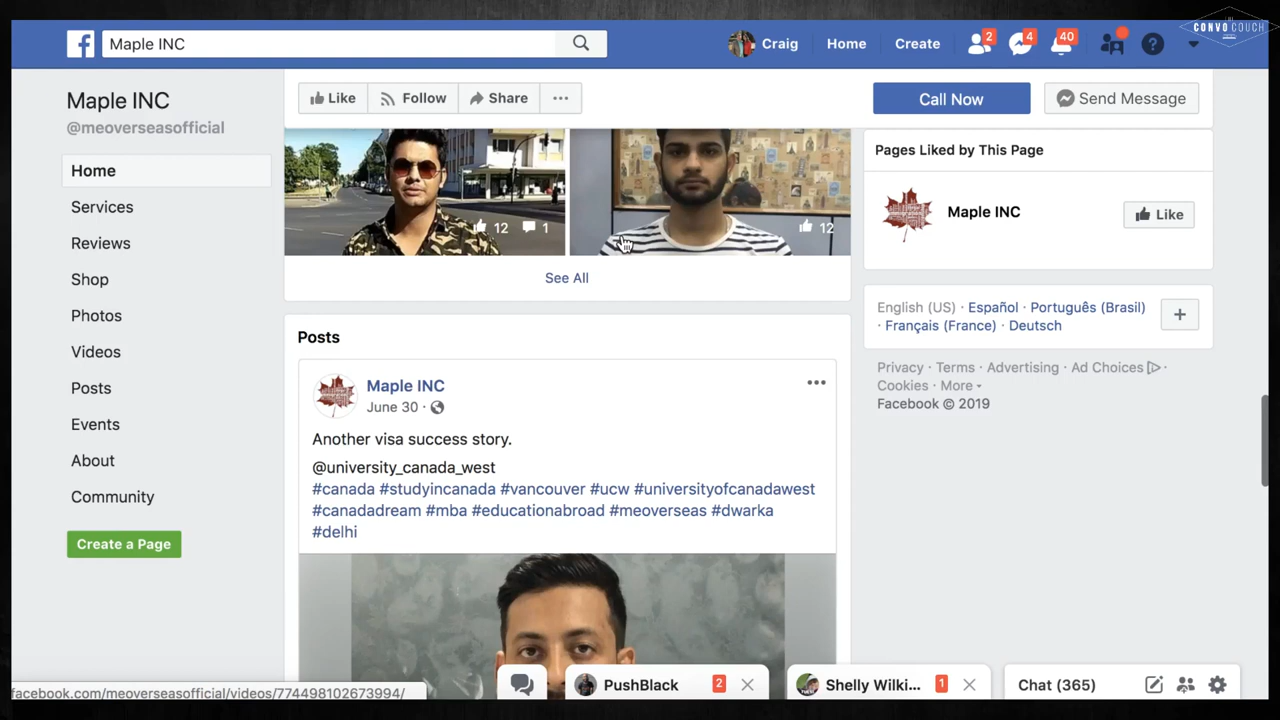 THE
CONVO COUCH
Maple INC
Craig
Home
Create
2
4
40
Maple INC
@meoverseasofficial
Like
Follow
Share
Call Now
Send Message
Home
Services
Reviews
Shop
Photos
Videos
Posts
Events
About
Community
Create a Page
12
1
12
See All
Pages Liked by This Page
Maple INC
Like
English (US) · Español · Português (Brasil)
· Français (France) · Deutsch
Privacy · Terms · Advertising · Ad Choices ·
Cookies · More
Facebook © 2019
Posts
Maple INC
June 30 ·
Another visa success story.
@university_canada_west
#canada #studyincanada #vancouver #ucw #universityofcanadawest
#canadadream #mba #educationabroad #meoverseas #dwarka
#delhi
facebook.com/meoverseasofficial/videos/774498102673994/
PushBlack
2
Shelly Wilki...
1
Chat (365)